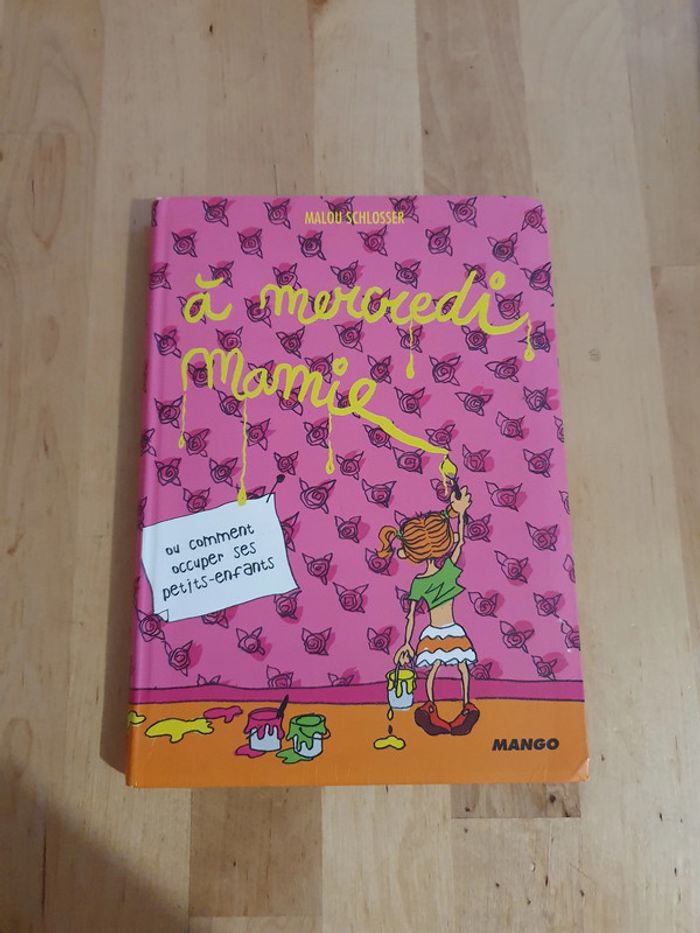 MALOU SCHLOSSER
à mercredi
mamie
ou comment
occuper ses
petits-enfants
MANGO